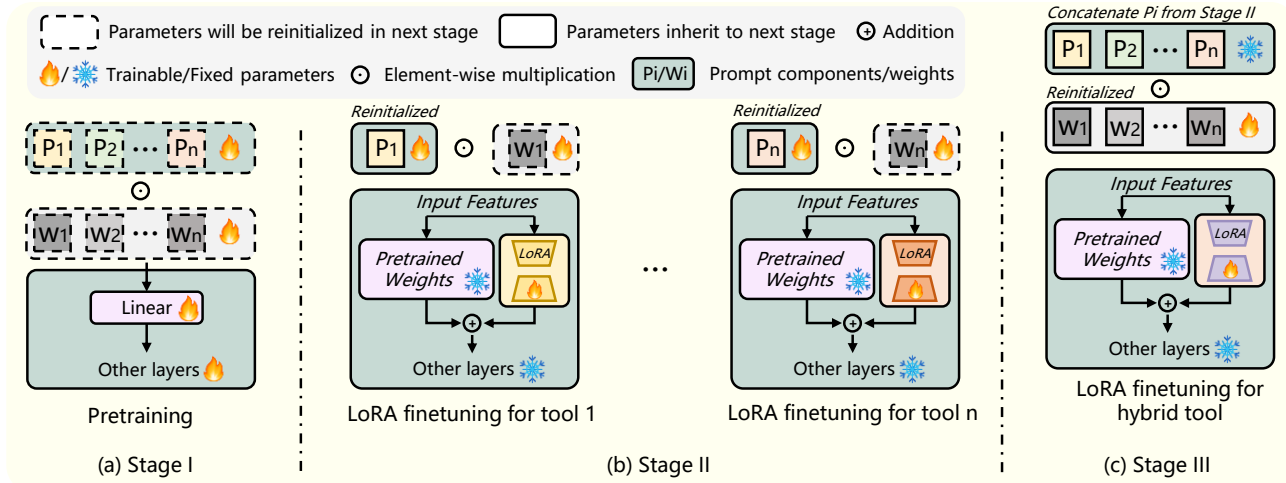 Parameters will be reinitialized in next stage
Parameters inherit to next stage
Addition
/
Trainable/Fixed parameters
Element-wise multiplication
Pi/Wi
Prompt components/weights
P1 P2 ••• Pn
W1 W2 ••• Wn
Linear
Other layers
Pretraining
(a) Stage I
Reinitialized
P1
W1
Input Features
Pretrained
Weights
LoRA
Other layers
LoRA finetuning for tool 1
•••
Reinitialized
Pn
Wn
Input Features
Pretrained
Weights
LoRA
Other layers
LoRA finetuning for tool n
(b) Stage II
Concatenate Pi from Stage II
P1 P2 ••• Pn
Reinitialized
W1 W2 ••• Wn
Input Features
Pretrained
Weights
LoRA
Other layers
LoRA finetuning for
hybrid tool
(c) Stage III